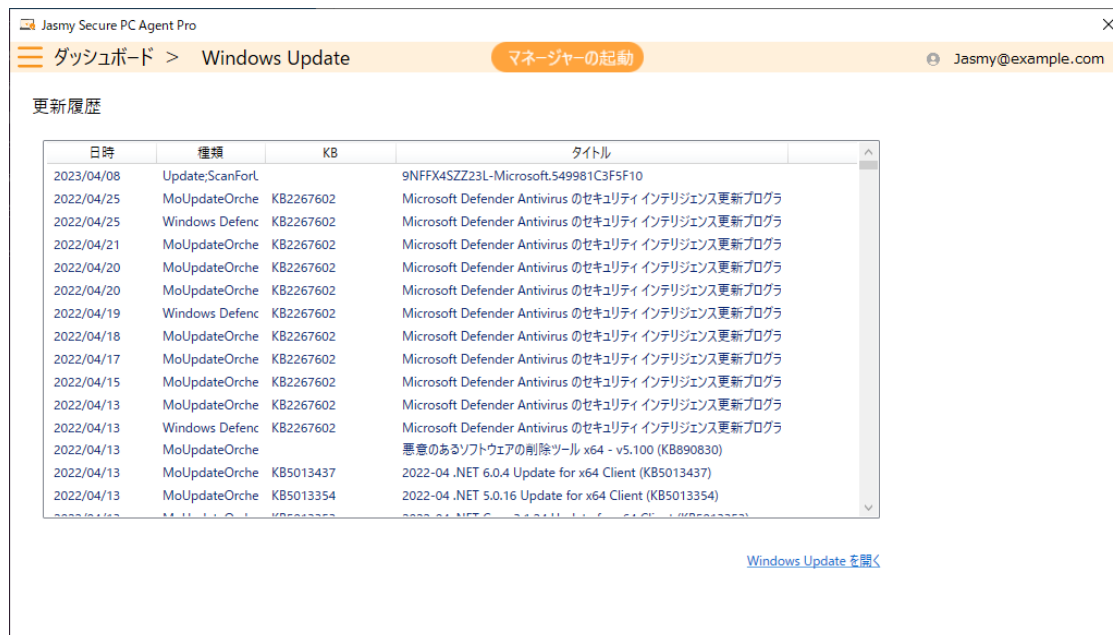 Jasmy Secure PC Agent Pro
ダッシュボード > Windows Update マネージャーの起動 Jasmy@example.com
更新履歴
日時 種類 KB タイトル
2023/04/08 Update;ScanForU 9NFFX4SZZ23L-Microsoft.549981C3F5F10
2022/04/25 MoUpdateOrche KB2267602 Microsoft Defender Antivirus のセキュリティ インテリジェンス更新プログラ
2022/04/25 Windows Defenc KB2267602 Microsoft Defender Antivirus のセキュリティ インテリジェンス更新プログラ
2022/04/21 MoUpdateOrche KB2267602 Microsoft Defender Antivirus のセキュリティ インテリジェンス更新プログラ
2022/04/20 MoUpdateOrche KB2267602 Microsoft Defender Antivirus のセキュリティ インテリジェンス更新プログラ
2022/04/20 MoUpdateOrche KB2267602 Microsoft Defender Antivirus のセキュリティ インテリジェンス更新プログラ
2022/04/19 Windows Defenc KB2267602 Microsoft Defender Antivirus のセキュリティ インテリジェンス更新プログラ
2022/04/18 MoUpdateOrche KB2267602 Microsoft Defender Antivirus のセキュリティ インテリジェンス更新プログラ
2022/04/17 MoUpdateOrche KB2267602 Microsoft Defender Antivirus のセキュリティ インテリジェンス更新プログラ
2022/04/15 MoUpdateOrche KB2267602 Microsoft Defender Antivirus のセキュリティ インテリジェンス更新プログラ
2022/04/13 MoUpdateOrche KB2267602 Microsoft Defender Antivirus のセキュリティ インテリジェンス更新プログラ
2022/04/13 Windows Defenc KB2267602 Microsoft Defender Antivirus のセキュリティ インテリジェンス更新プログラ
2022/04/13 MoUpdateOrche 悪意のあるソフトウェアの削除ツール x64 - v5.100 (KB890830)
2022/04/13 MoUpdateOrche KB5013437 2022-04 .NET 6.0.4 Update for x64 Client (KB5013437)
2022/04/13 MoUpdateOrche KB5013354 2022-04 .NET 5.0.16 Update for x64 Client (KB5013354)
Windows Update を開く